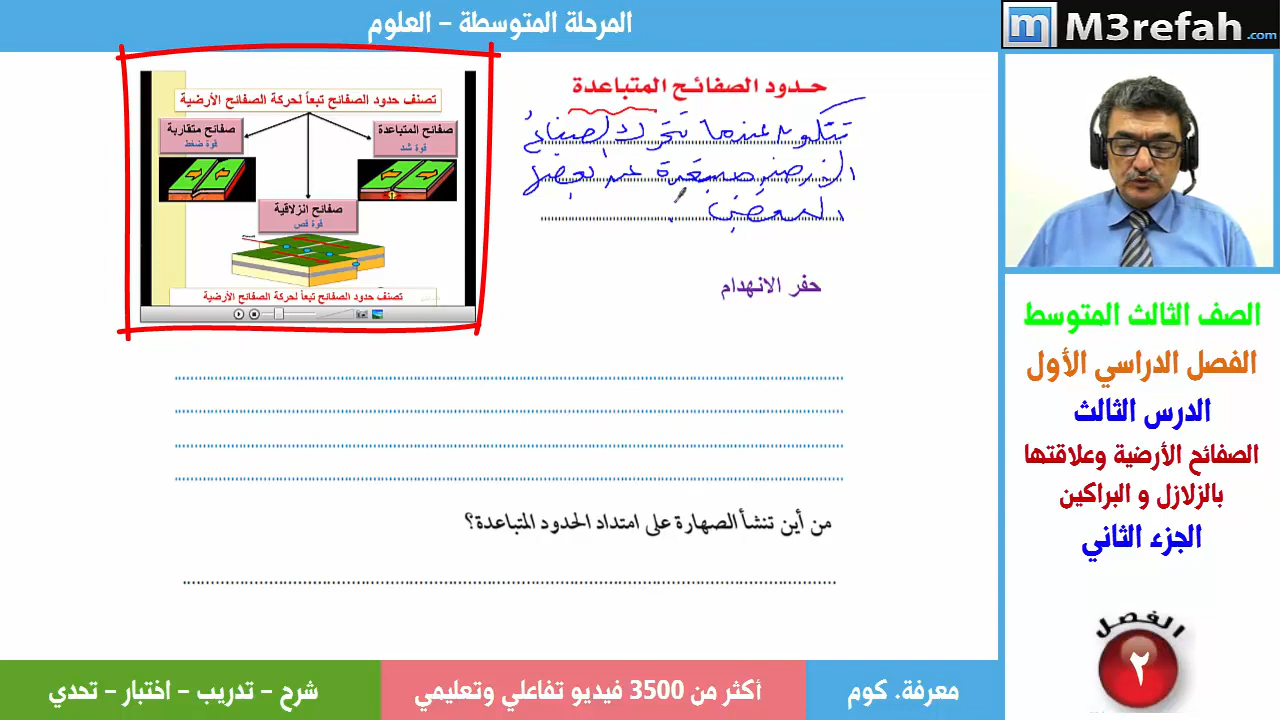 المرحلة المتوسطة - العلوم
M3refah.com
m
حدود الصفائح المتباعدة
تتكون عندما تتحرك الصفائح
الأرضية مبتعدة عن بعضها
البعض.
حفر الانهدام
تصنف حدود الصفائح تبعاً لحركة الصفائح الأرضية
صفائح المتباعدة
قوة شد
صفائح متقاربة
قوة ضغط
صفائح انزلاقية
قوة قص
تصنف حدود الصفائح تبعاً لحركة الصفائح الأرضية
من أين تنشأ الصهارة على امتداد الحدود المتباعدة؟
الصف الثالث المتوسط
الفصل الدراسي الأول
الدرس الثالث
الصفائح الأرضية وعلاقتها
بالزلازل و البراكين
الجزء الثاني
الفصل
٢
معرفة. كوم
أكثر من 3500 فيديو تفاعلي وتعليمي
شرح - تدريب - اختبار - تحدي